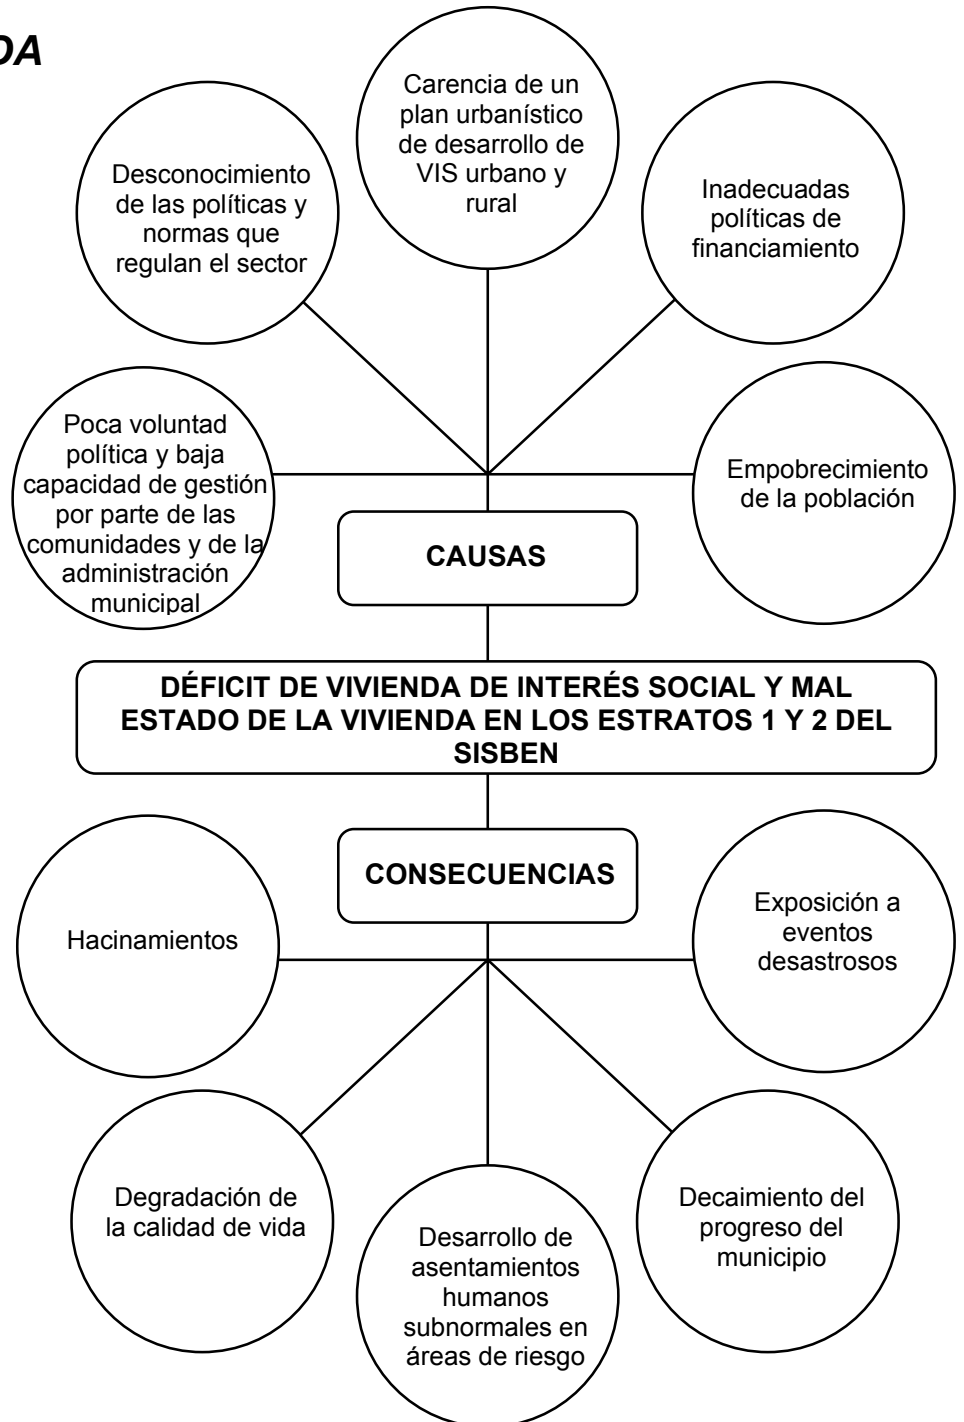 DA
Carencia de un
plan urbanístico
de desarrollo de
VIS urbano y
rural
Desconocimiento
de las políticas y
normas que
regulan el sector
Inadecuadas
políticas de
financiamiento
Poca voluntad
política y baja
capacidad de gestión
por parte de las
comunidades y de la
administración
municipal
Empobrecimiento
de la población
CAUSAS
DÉFICIT DE VIVIENDA DE INTERÉS SOCIAL Y MAL
ESTADO DE LA VIVIENDA EN LOS ESTRATOS 1 Y 2 DEL
SISBEN
CONSECUENCIAS
Hacinamientos
Exposición a
eventos
desastrosos
Degradación de
la calidad de vida
Desarrollo de
asentamientos
humanos
subnormales en
áreas de riesgo
Decaimiento del
progreso del
municipio